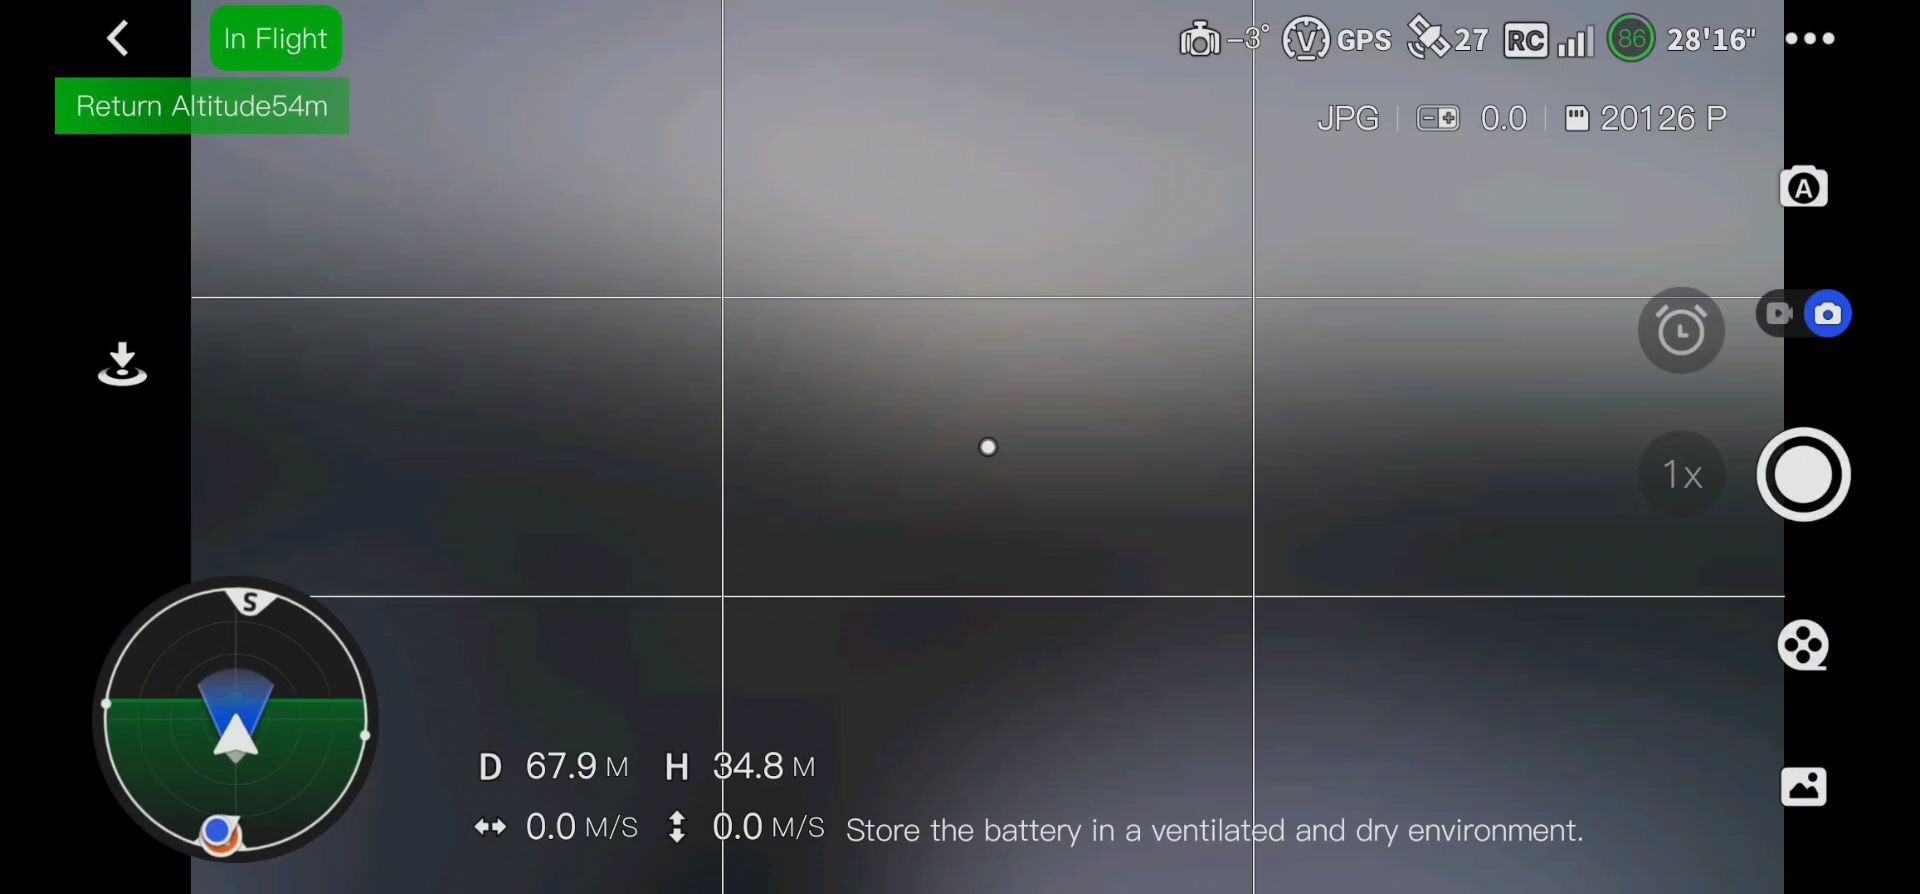 In Flight
-3°
GPS
27
RC
86
28'16"
Return Altitude54m
JPG
0.0
20126 P
A
1x
S
D 67.9 M H 34.8 M
0.0 M/S 0.0 M/S
Store the battery in a ventilated and dry environment.